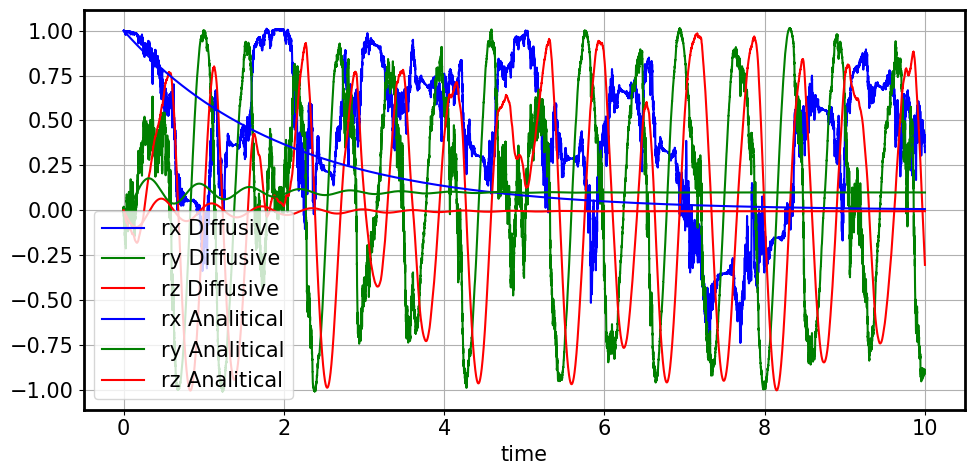 1.00
0.75
0.50
0.25
0.00
−0.25
−0.50
−0.75
−1.00
rx Diffusive
ry Diffusive
rz Diffusive
rx Analitical
ry Analitical
rz Analitical
0 2 4 6 8 10
time